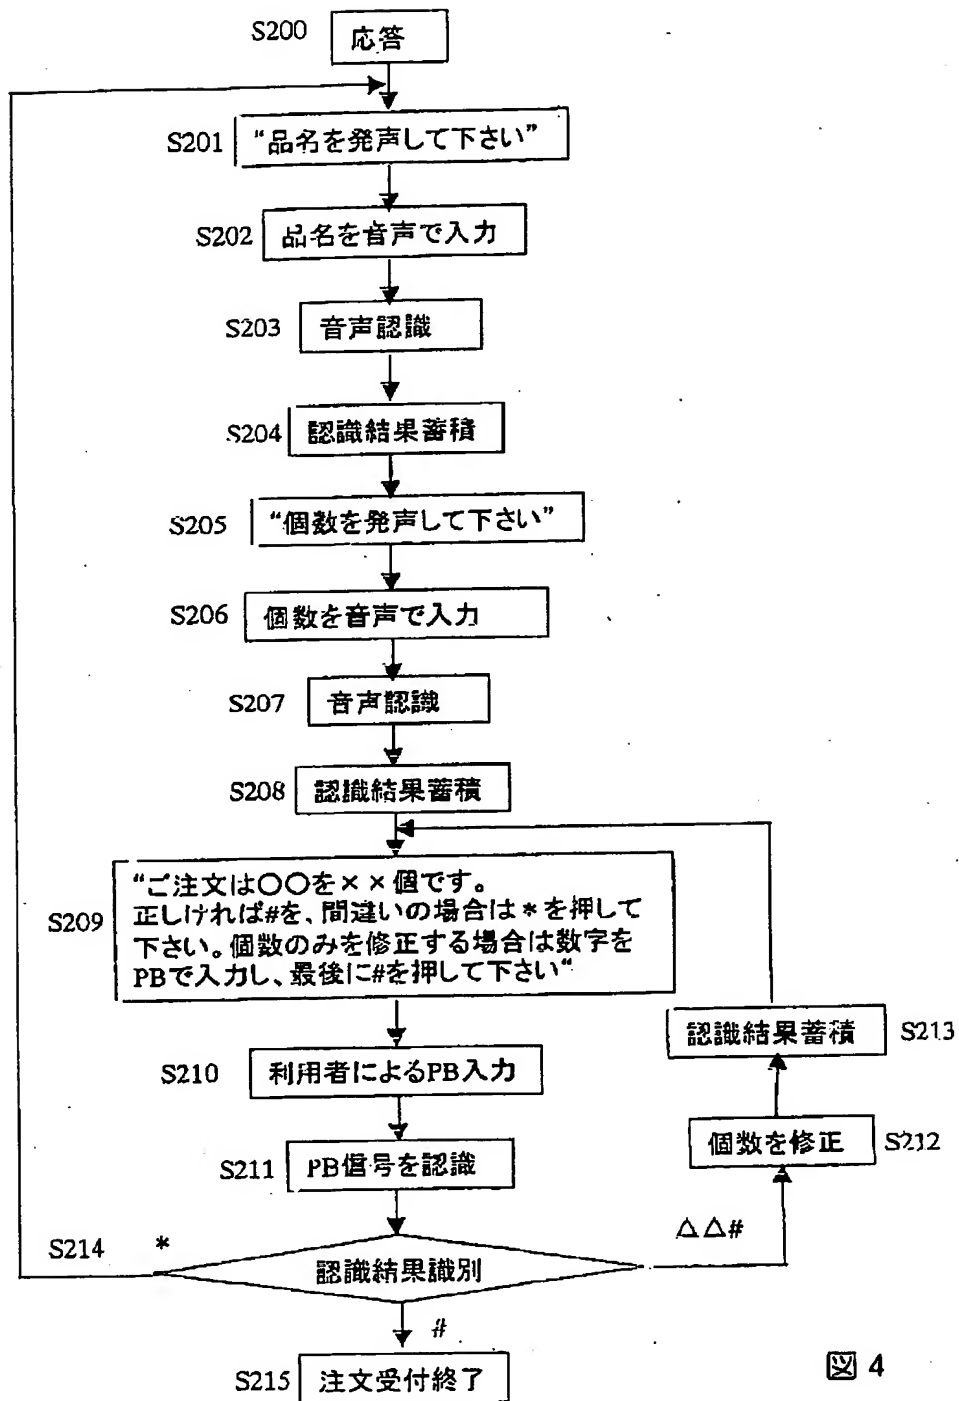 S200 応答
S201 “品名を発声して下さい”
S202 品名を音声で入力
S203 音声認識
S204 認識結果蓄積
S205 “個数を発声して下さい”
S206 個数を音声で入力
S207 音声認識
S208 認識結果蓄積
S209
“ご注文は〇〇を××個です。
正しければ#を、間違いの場合は*を押して
下さい。個数のみを修正する場合は数字を
PBで入力し、最後に#を押して下さい“
認識結果蓄積 S213
S210 利用者によるPB入力
個数を修正 S212
S211 PB信号を認識
△△#
S214 *
認識結果識別
#
S215 注文受付終了
図 4